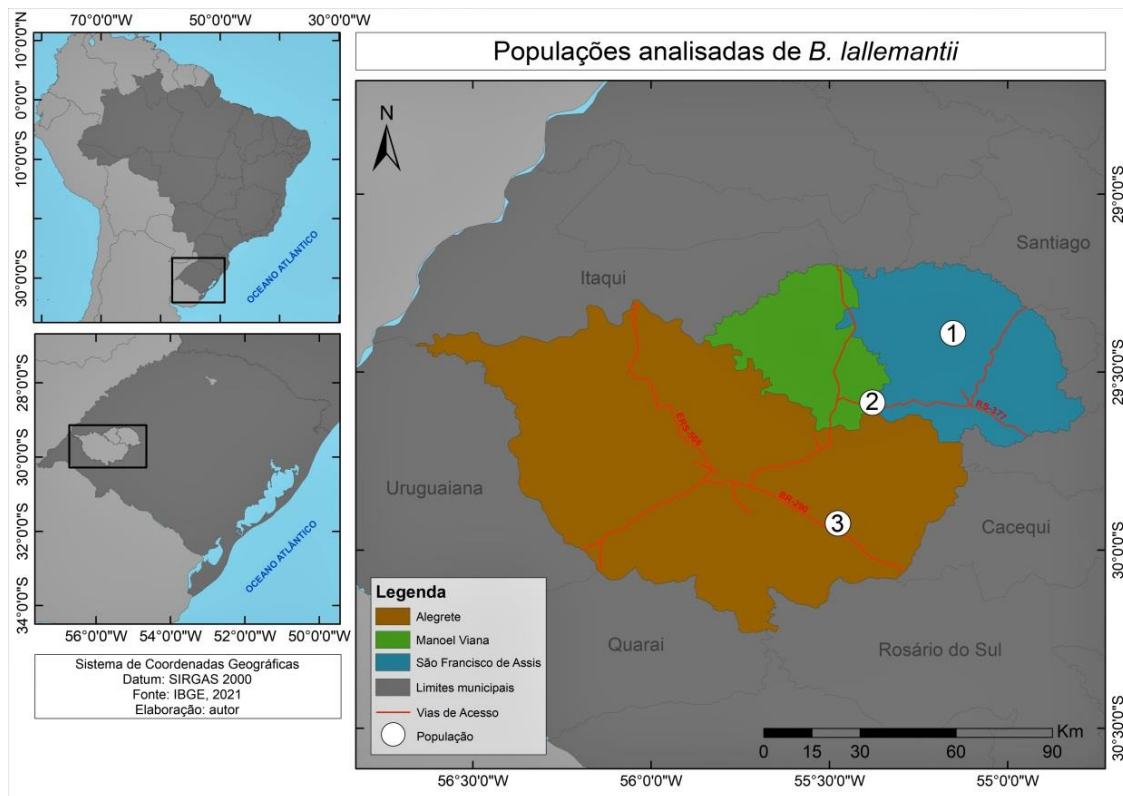 70°0'0"W
50°0'0"W
30°0'0"W
10°0'0"N
0°0'0"
10°0'0"S
30°0'0"S
OCEANO ATLÂNTICO
28°0'0"S
30°0'0"S
32°0'0"S
34°0'0"S
OCEANO ATLÂNTICO
56°0'0"W
54°0'0"W
52°0'0"W
50°0'0"W
Sistema de Coordenadas Geográficas
Datum: SIRGAS 2000
Fonte: IBGE, 2021
Elaboração: autor
Populações analisadas de B. lallemantii
N
29°0'0"S
Santiago
Itaqui
1
29°30'0"S
2
RS-377
ERS-566
Uruguaiana
BR-290
3
Cacequi
30°0'0"S
Legenda
Alegrete
Manoel Viana
São Francisco de Assis
Limites municipais
Vias de Acesso
População
Quarai
Rosário do Sul
Km
0
15
30
60
90
30°30'0"S
56°30'0"W
56°0'0"W
55°30'0"W
55°0'0"W